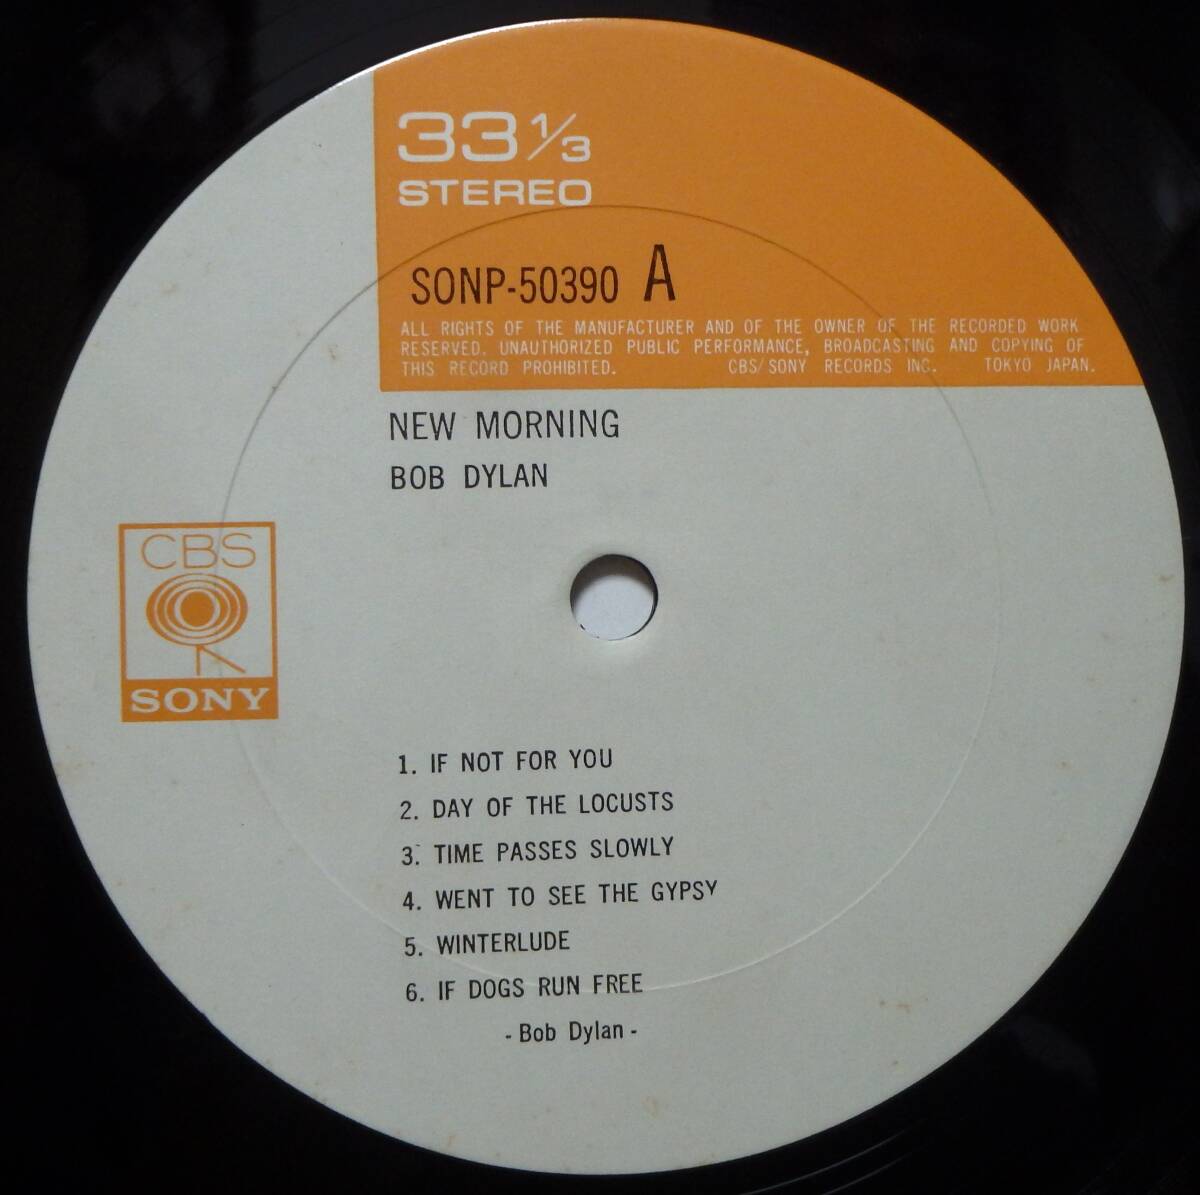 33 1/3
STEREO
SONP-50390 A
ALL RIGHTS OF THE MANUFACTURER AND OF THE OWNER OF THE RECORDED WORK
RESERVED. UNAUTHORIZED PUBLIC PERFORMANCE, BROADCASTING AND COPYING OF
THIS RECORD PROHIBITED. CBS/SONY RECORDS INC. TOKYO JAPAN.
NEW MORNING
BOB DYLAN
CBS
SONY
1. IF NOT FOR YOU
2. DAY OF THE LOCUSTS
3. TIME PASSES SLOWLY
4. WENT TO SEE THE GYPSY
5. WINTERLUDE
6. IF DOGS RUN FREE
- Bob Dylan -